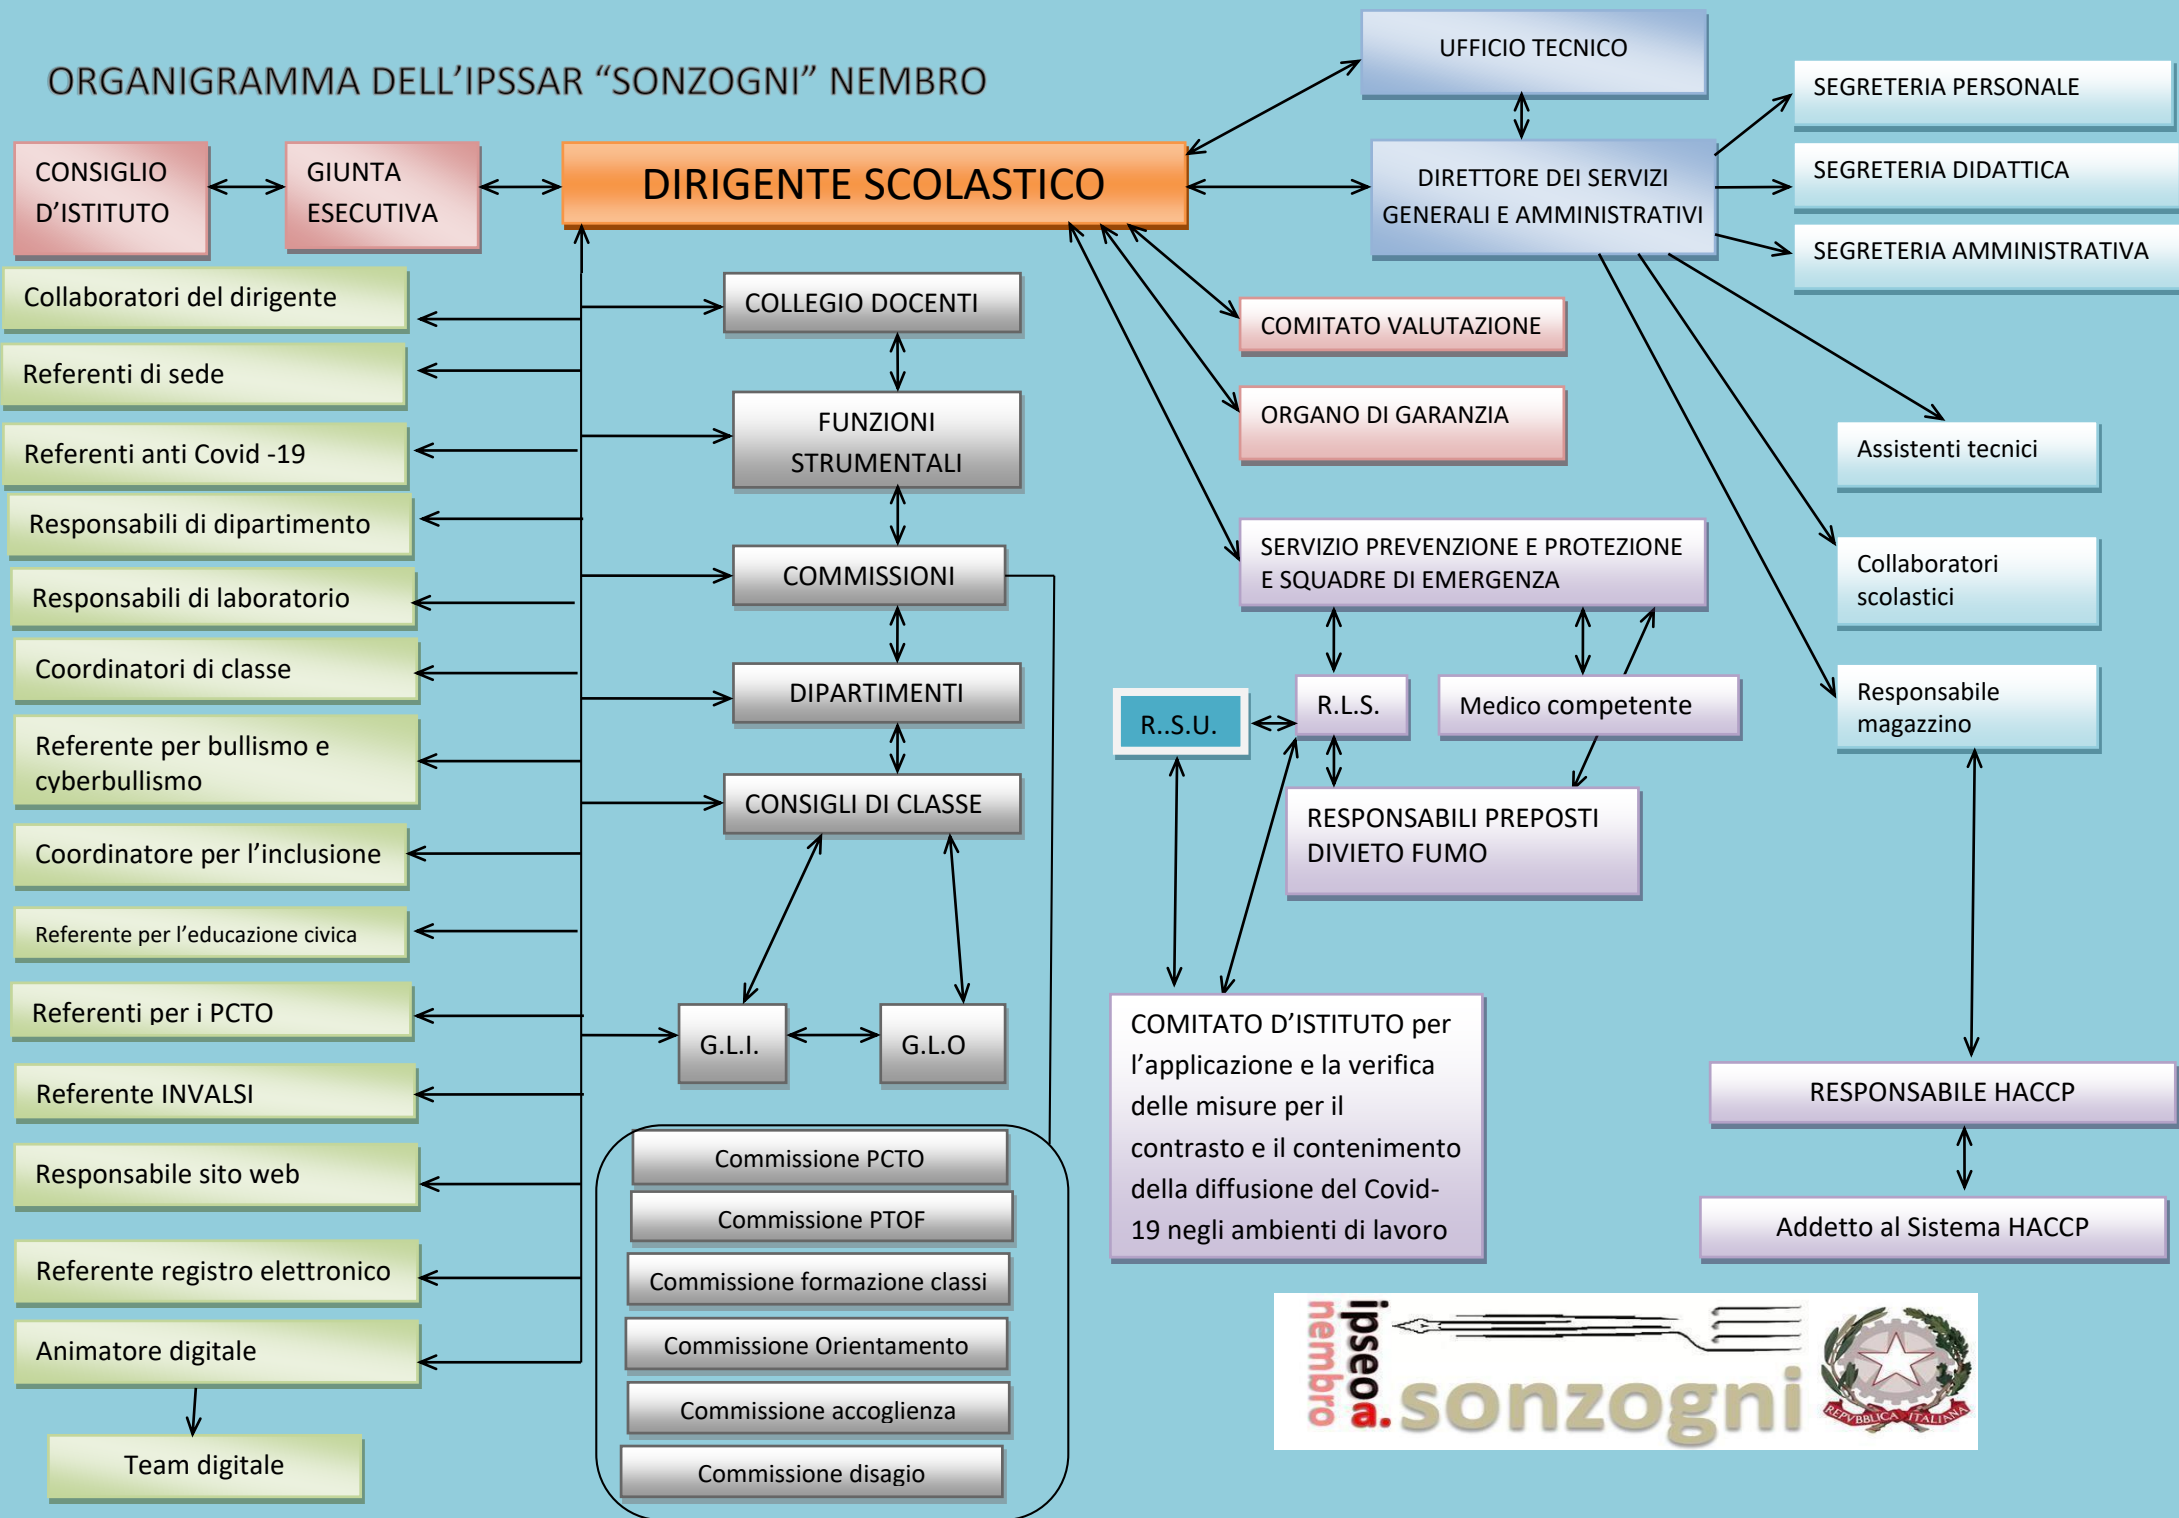 ORGANIGRAMMA DELL'IPSSAR “SONZOGNI” NEMBRO
UFFICIO TECNICO
SEGRETERIA PERSONALE
CONSIGLIO
D'ISTITUTO
GIUNTA
ESECUTIVA
DIRIGENTE SCOLASTICO
DIRETTORE DEI SERVIZI
GENERALI E AMMINISTRATIVI
SEGRETERIA DIDATTICA
SEGRETERIA AMMINISTRATIVA
Collaboratori del dirigente
Referenti di sede
Referenti anti Covid -19
Responsabili di dipartimento
Responsabili di laboratorio
Coordinatori di classe
Referente per bullismo e
cyberbullismo
Coordinatore per l'inclusione
Referente per l'educazione civica
Referenti per i PCTO
Referente INVALSI
Responsabile sito web
Referente registro elettronico
Animatore digitale
Team digitale
COLLEGIO DOCENTI
FUNZIONI
STRUMENTALI
COMMISSIONI
DIPARTIMENTI
CONSIGLI DI CLASSE
G.L.I.
G.L.O
Commissione PCTO
Commissione PTOF
Commissione formazione classi
Commissione Orientamento
Commissione accoglienza
Commissione disagio
COMITATO VALUTAZIONE
ORGANO DI GARANZIA
SERVIZIO PREVENZIONE E PROTEZIONE
E SQUADRE DI EMERGENZA
R..S.U.
R.L.S.
Medico competente
RESPONSABILI PREPOSTI
DIVIETO FUMO
COMITATO D'ISTITUTO per
l'applicazione e la verifica
delle misure per il
contrasto e il contenimento
della diffusione del Covid-
19 negli ambienti di lavoro
Assistenti tecnici
Collaboratori
scolastici
Responsabile
magazzino
RESPONSABILE HACCP
Addetto al Sistema HACCP
ipseoa.
nembro
sonzogni
REPVBBLICA ITALIANA